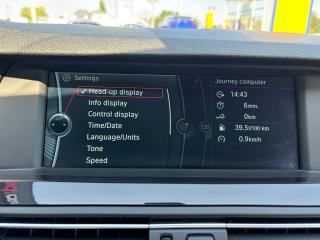 Settings
Head-up display
Info display
Control display
Time/Date
Language/Units
Tone
Speed
Journey computer
14:43
6min.
0km
39.5l/100 km
0.9km/h